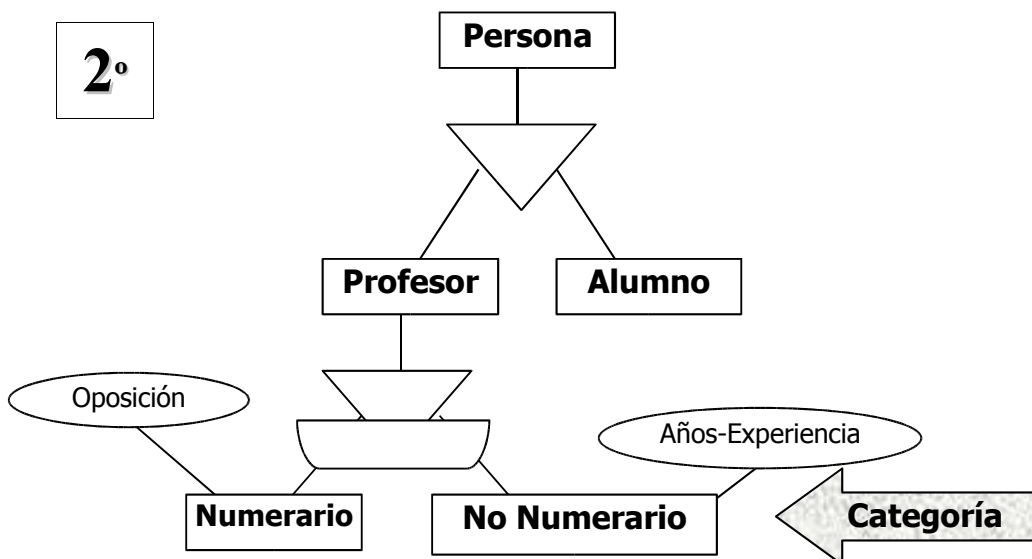 Persona
2º
Profesor
Alumno
Oposición
Años-Experiencia
Numerario
No Numerario
Categoría